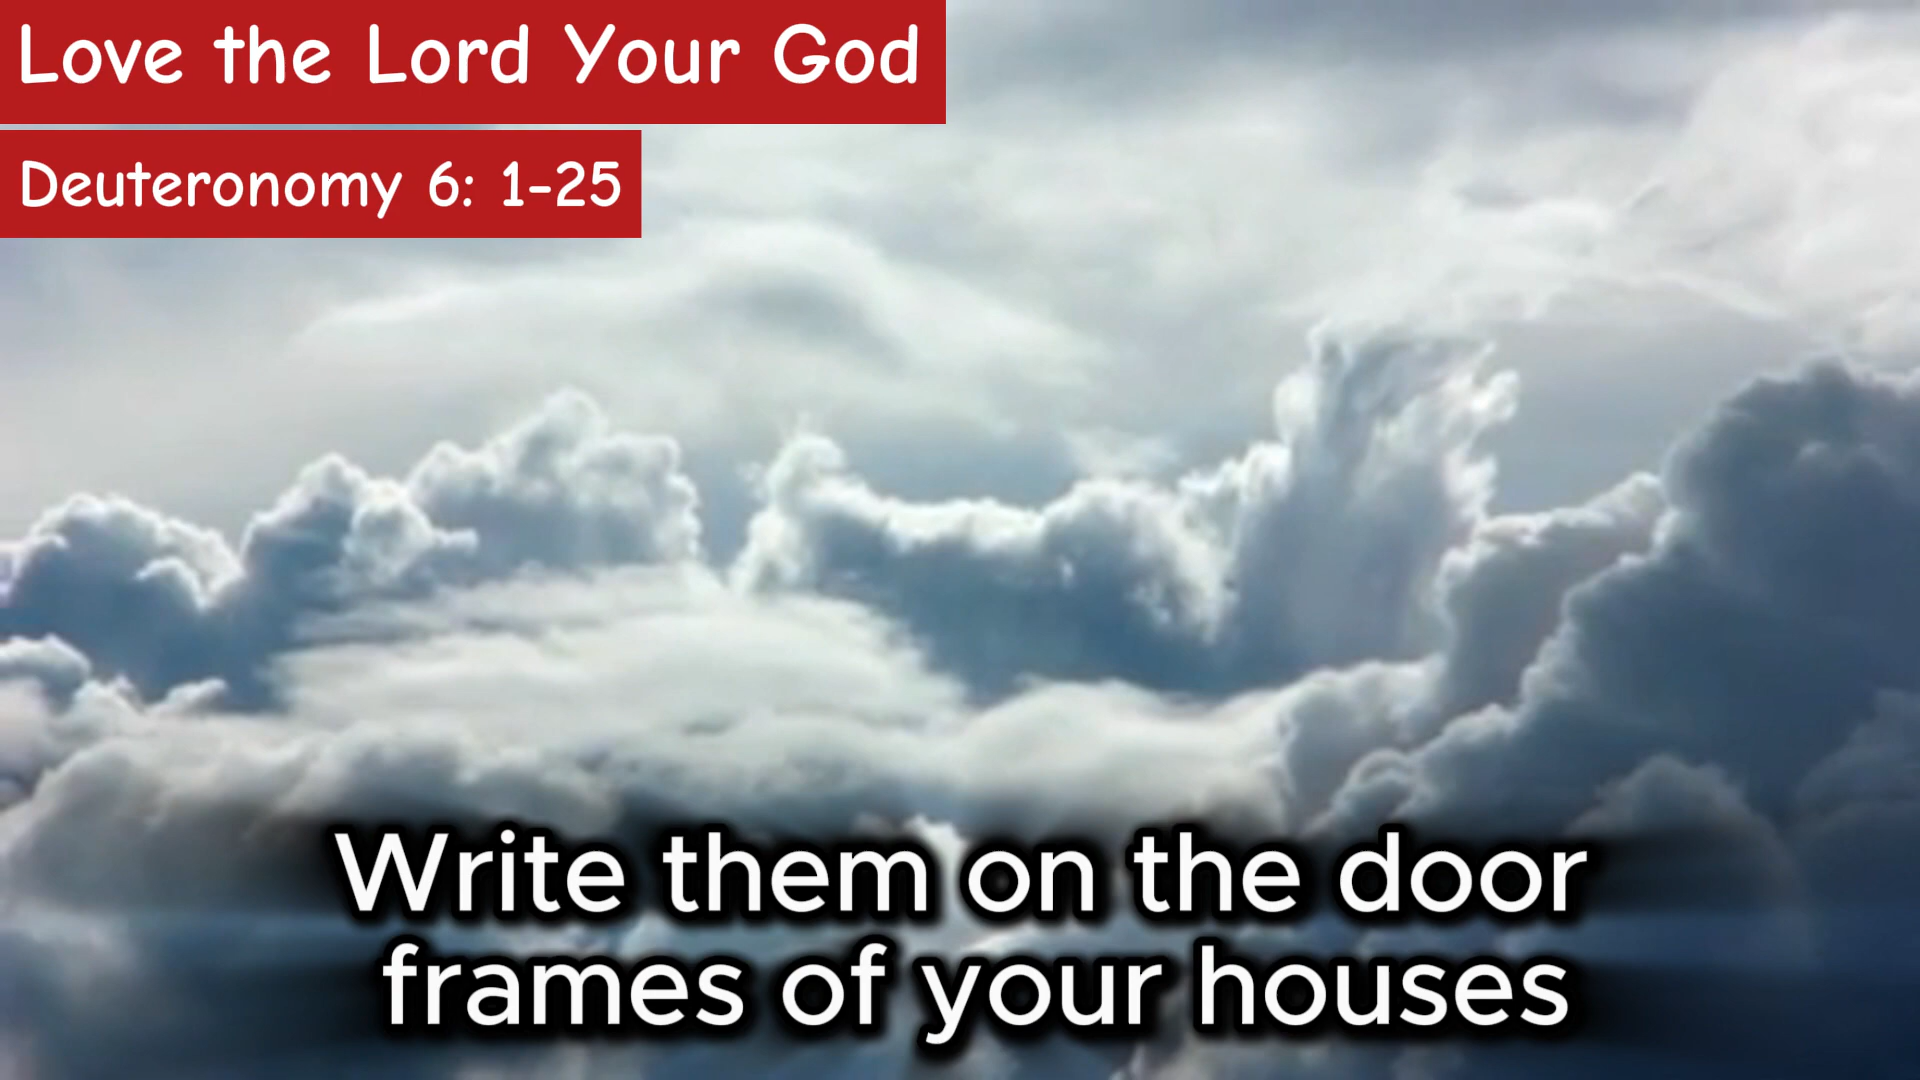 Love the Lord Your God
Deuteronomy 6: 1-25
Write them on the door
frames of your houses